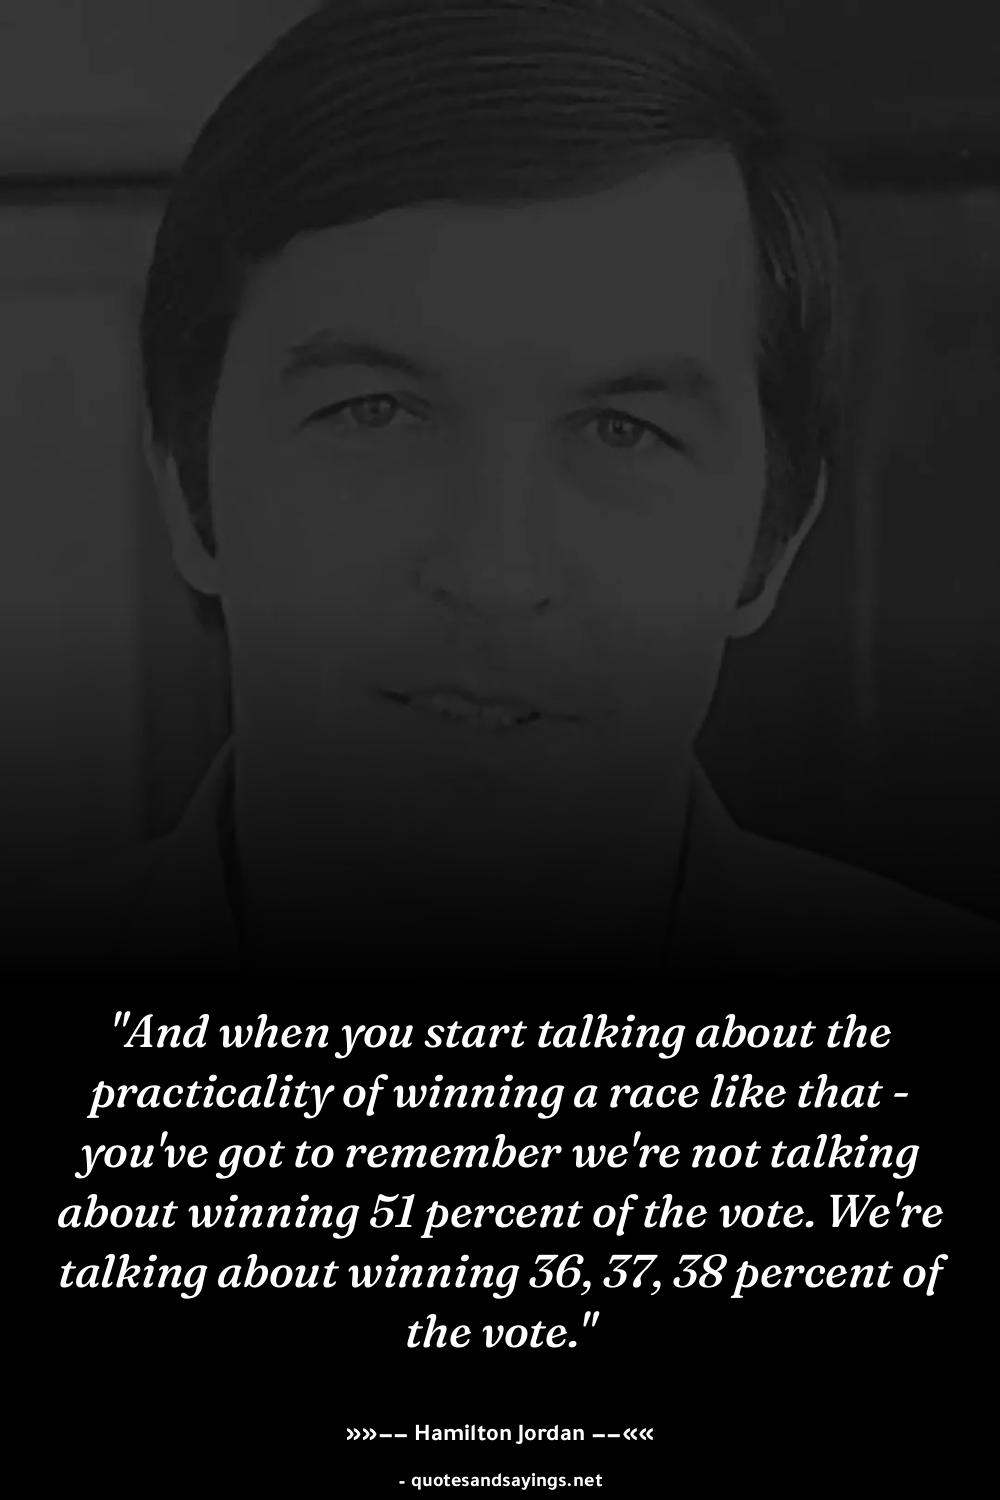 "And when you start talking about the
practicality of winning a race like that -
you've got to remember we're not talking
about winning 51 percent of the vote. We're
talking about winning 36, 37, 38 percent of
the vote."
»»−− Hamilton Jordan −−««
- quotesandsayings.net